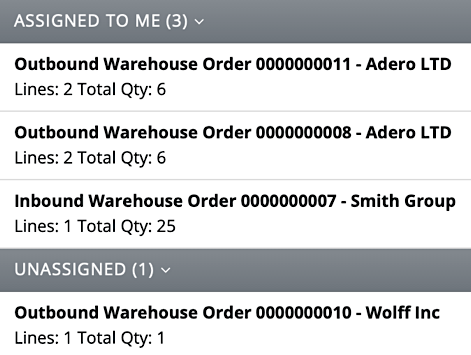 ASSIGNED TO ME (3)
Outbound Warehouse Order 0000000011 - Adero LTD
Lines: 2 Total Qty: 6
Outbound Warehouse Order 0000000008 - Adero LTD
Lines: 2 Total Qty: 6
Inbound Warehouse Order 0000000007 - Smith Group
Lines: 1 Total Qty: 25
UNASSIGNED (1)
Outbound Warehouse Order 0000000010 - Wolff Inc
Lines: 1 Total Qty: 1